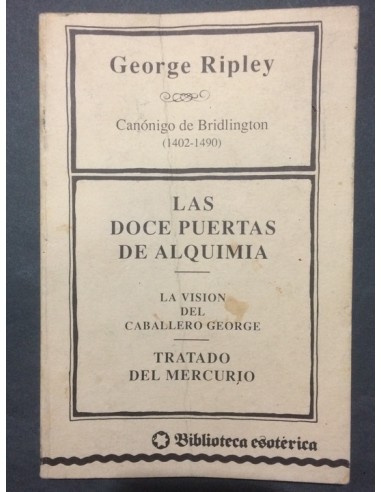 George Ripley
Canónigo de Bridlington
(1402-1490)
LAS
DOCE PUERTAS
DE ALQUIMIA
LA VISION
DEL
CABALLERO GEORGE
TRATADO
DEL MERCURIO
Biblioteca esotérica